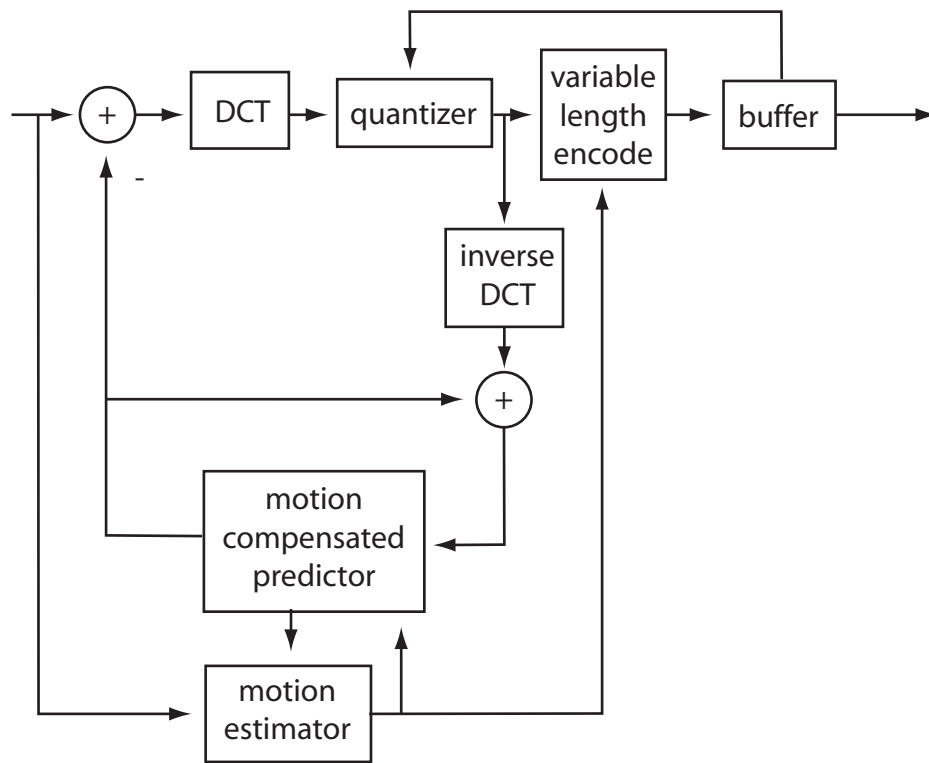 +
DCT
quantizer
variable
length
encode
buffer
-
inverse
DCT
+
motion
compensated
predictor
motion
estimator